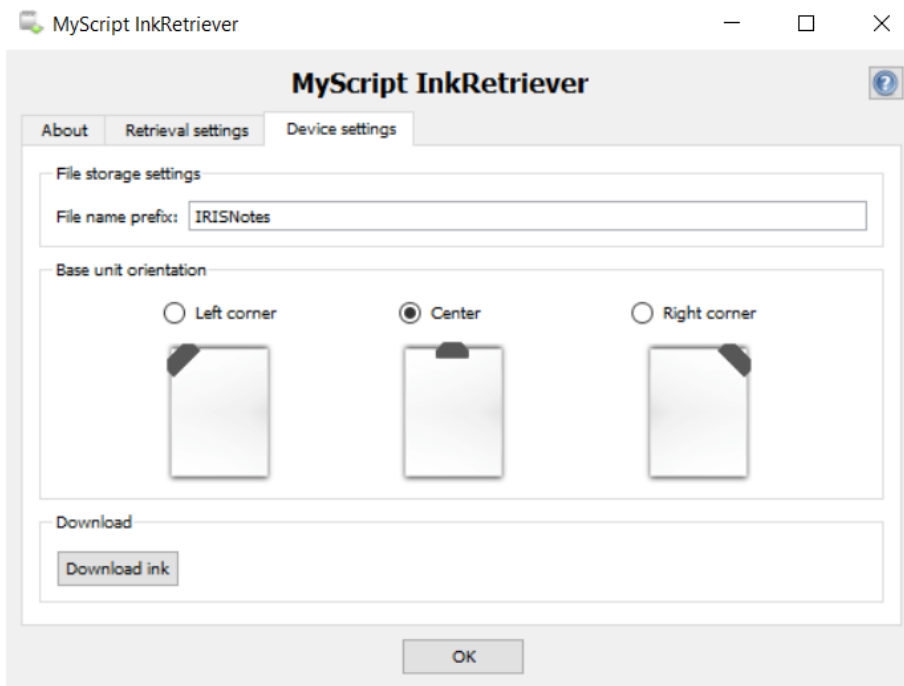 MyScript InkRetriever
MyScript InkRetriever
About Retrieval settings Device settings
File storage settings
File name prefix: IRISNotes
Base unit orientation
Left corner Center Right corner
Download
Download ink
OK